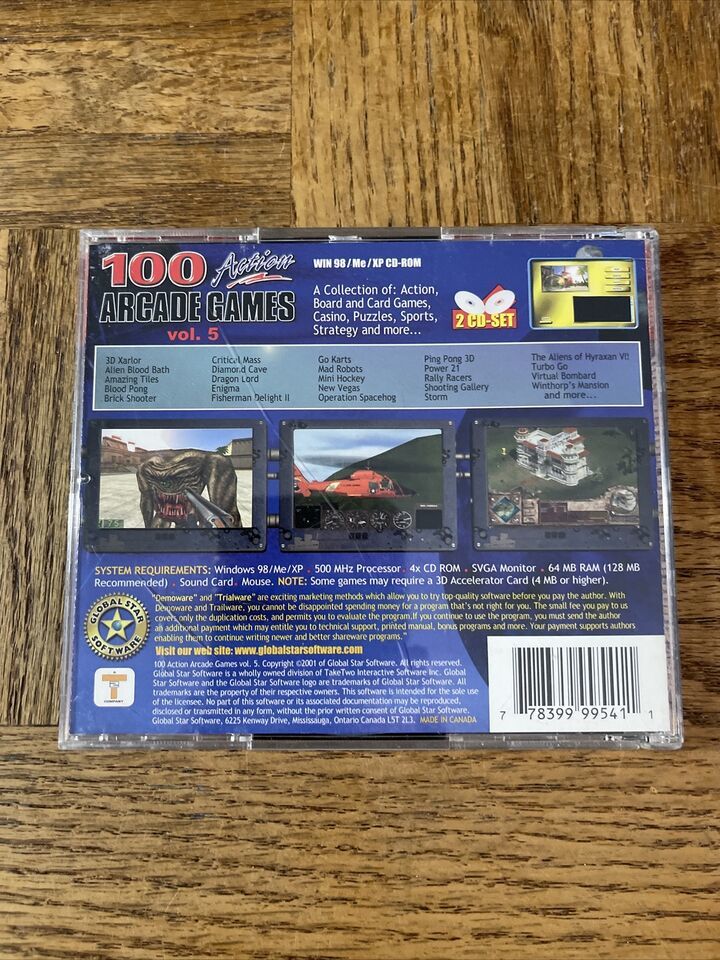 100 Action
ARCADE GAMES
vol. 5
WIN 98/Me/XP CD-ROM
A Collection of: Action,
Board and Card Games,
Casino, Puzzles, Sports,
Strategy and more...
2 CD-SET
3D Xarlor
Alien Blood Bath
Amazing Tiles
Blood Pong
Brick Shooter
Critical Mass
Diamond Cave
Dragon Lord
Enigma
Fisherman Delight II
Go Karts
Mad Robots
Mini Hockey
New Vegas
Operation Spacehog
Ping Pong 3D
Power 21
Rally Racers
Shooting Gallery
Storm
The Aliens of Hyraxan VII
Turbo Go
Virtual Bombard
Winthorp's Mansion
and more...
175
SYSTEM REQUIREMENTS: Windows 98/Me/XP . 500 MHz Processor . 4x CD ROM . SVGA Monitor . 64 MB RAM (128 MB
Recommended) . Sound Card . Mouse. NOTE: Some games may require a 3D Accelerator Card (4 MB or higher).
GLOBAL STAR
SOFTWARE
"Demoware" and "Trialware" are exciting marketing methods which allow you to try top-quality software before you pay the author. With
Demoware and Trailware, you cannot be disappointed spending money for a program that's not right for you. The small fee you pay to us
covers only the duplication costs, and permits you to evaluate the program.If you continue to use the program, you must send the author
an additional payment which may entitle you to technical support, printed manual, bonus programs and more. Your payment supports authors
enabling them to continue writing newer and better shareware programs."
Visit our web site: www.globalstarsoftware.com
T
COMPANY
100 Action Arcade Games vol. 5. Copyright ©2001 of Global Star Software. All rights reserved.
Global Star Software is a wholly owned division of TakeTwo Interactive Software Inc. Global
Star Software and the Global Star Software logo are trademarks of Global Star Software. All
trademarks are the property of their respective owners. This software is intended for the sole use
of the licensee. No part of this software or its associated documentation may be reproduced,
disclosed or transmitted in any form, without the prior written consent of Global Star Software.
Global Star Software, 6225 Kenway Drive, Mississauga, Ontario Canada L5T 2L3. MADE IN CANADA
7 78399 99541 1